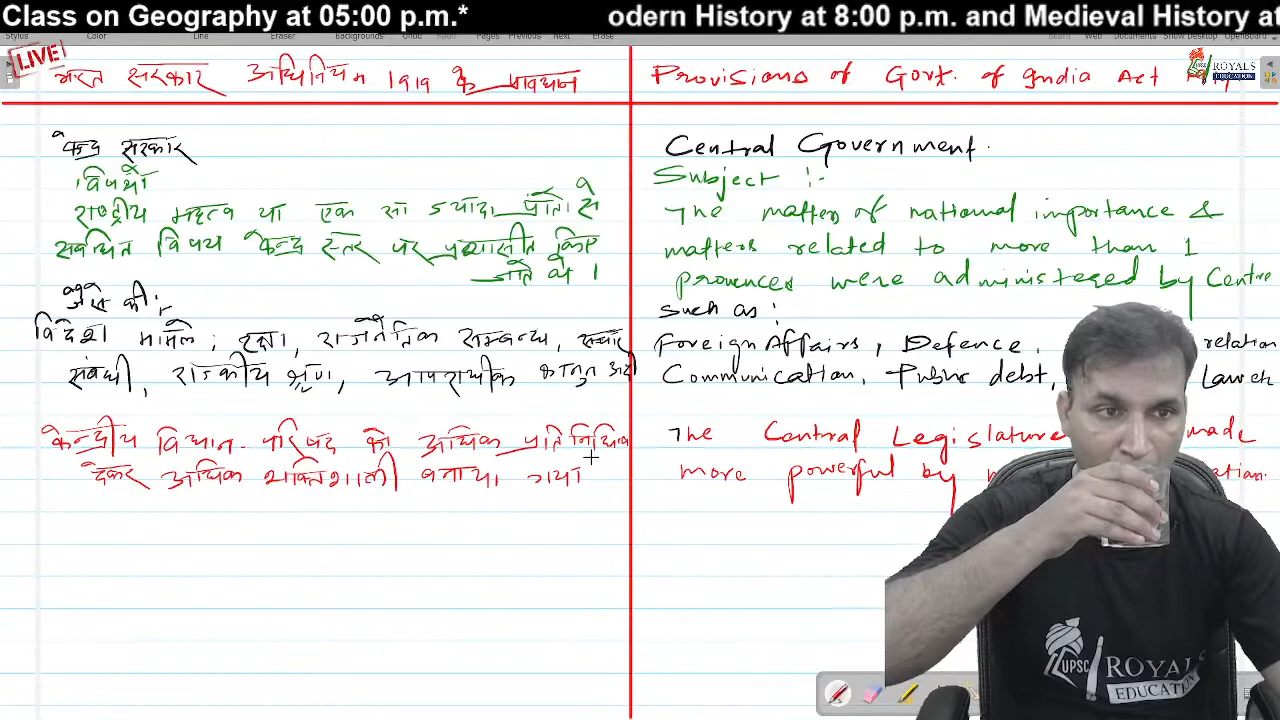 Class on Geography at 05:00 p.m.*
odern History at 8:00 p.m. and Medieval History at
LIVE
भारत सरकार अधिनियम 1919 के प्रावधान
Provisions of Govt. of India Act
ROYALS
EDUCATION
केन्द्र सरकार
विषयों
राष्ट्रीय महत्व या एक से ज्यादा प्रांतों से
संबंधित विषय केन्द्र स्तर पर प्रशासीत किए
जाते थे।
जैसे की :-
विदेश मामले, रक्षा, राजनैतिक सम्बन्ध, संचार
संबंधी, राजकीय ऋण, आपराधीक कानून आदी
केन्द्रीय विधान-परिषद को अधिक प्रतिनिधित्व
देकर अधिक शक्तिशाली बनाया गया
Central Government.
Subject :-
The matters of national importance &
matters related to more than 1
provinces were administered by Centre
such as :
Foreign Affairs, Defence, relation
Communication, Public debt,
The Central Legislature made
more powerful by
UPSC ROYALS
EDUCATION